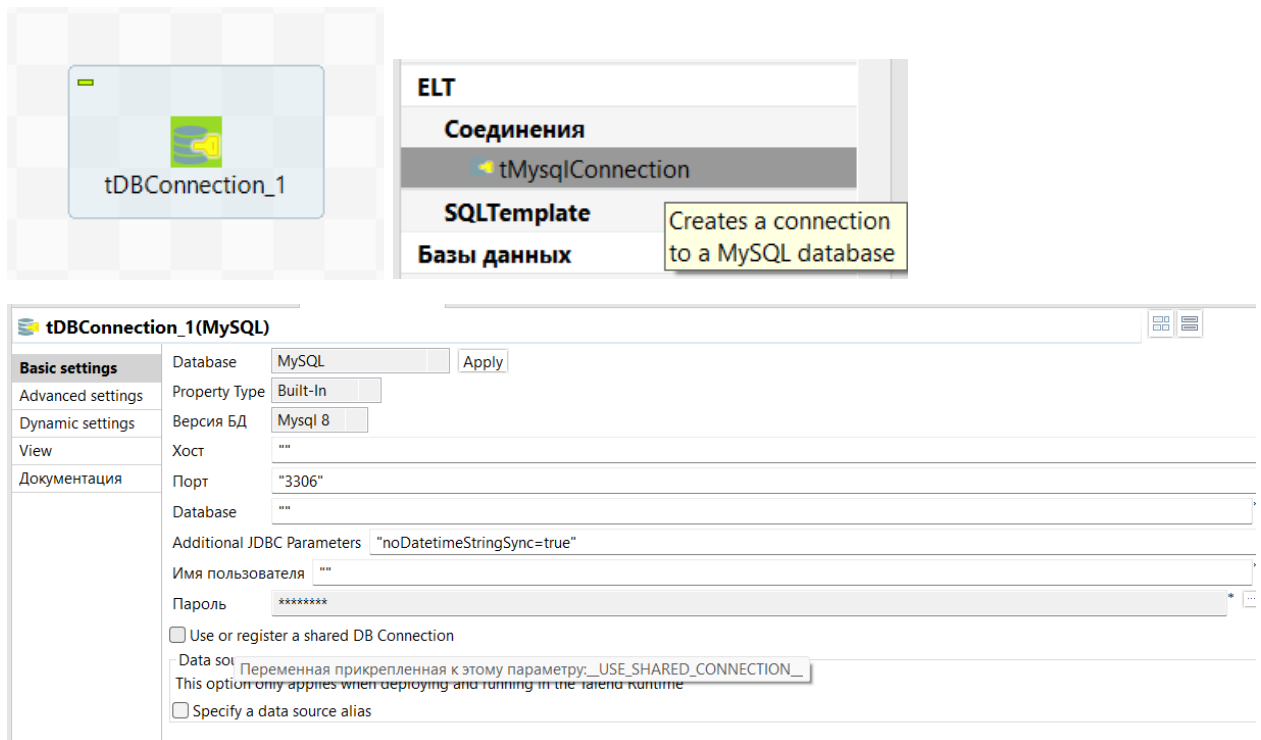 tDBConnection_1
ELT
Соединения
tMysqlConnection
SQLTemplate
Базы данных
Creates a connection
to a MySQL database
tDBConnection_1(MySQL)
Basic settings
Advanced settings
Dynamic settings
View
Документация
Database MySQL Apply
Property Type Built-In
Версия БД Mysql 8
Хост ""
Порт "3306"
Database "" *
Additional JDBC Parameters "noDatetimeStringSync=true"
Имя пользователя "" *
Пароль ******** * ...
Use or register a shared DB Connection
Data sou
Переменная прикрепленная к этому параметру:__USE_SHARED_CONNECTION__
This option only applies when deploying and running in the Talend Runtime
Specify a data source alias